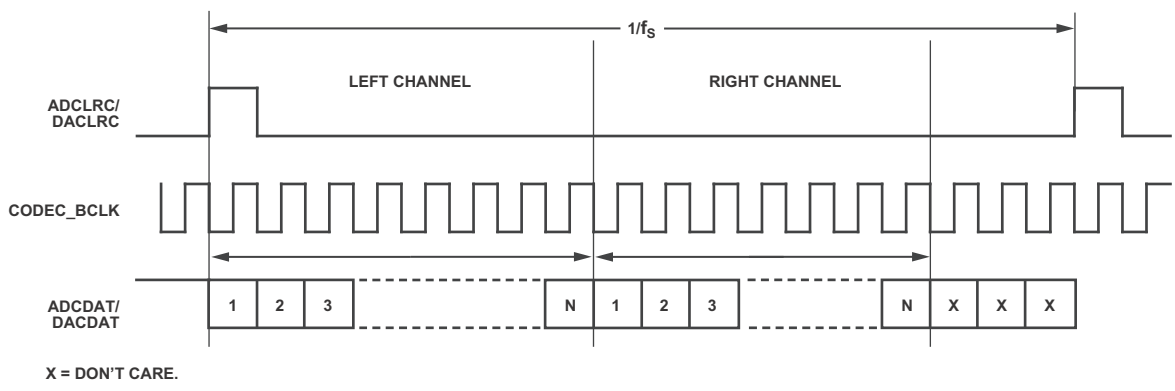 1/fS
LEFT CHANNEL
RIGHT CHANNEL
ADCLRC/
DACLRC
CODEC_BCLK
ADCDAT/
DACDAT
1 2 3 N 1 2 3 N X X X
X = DON'T CARE.